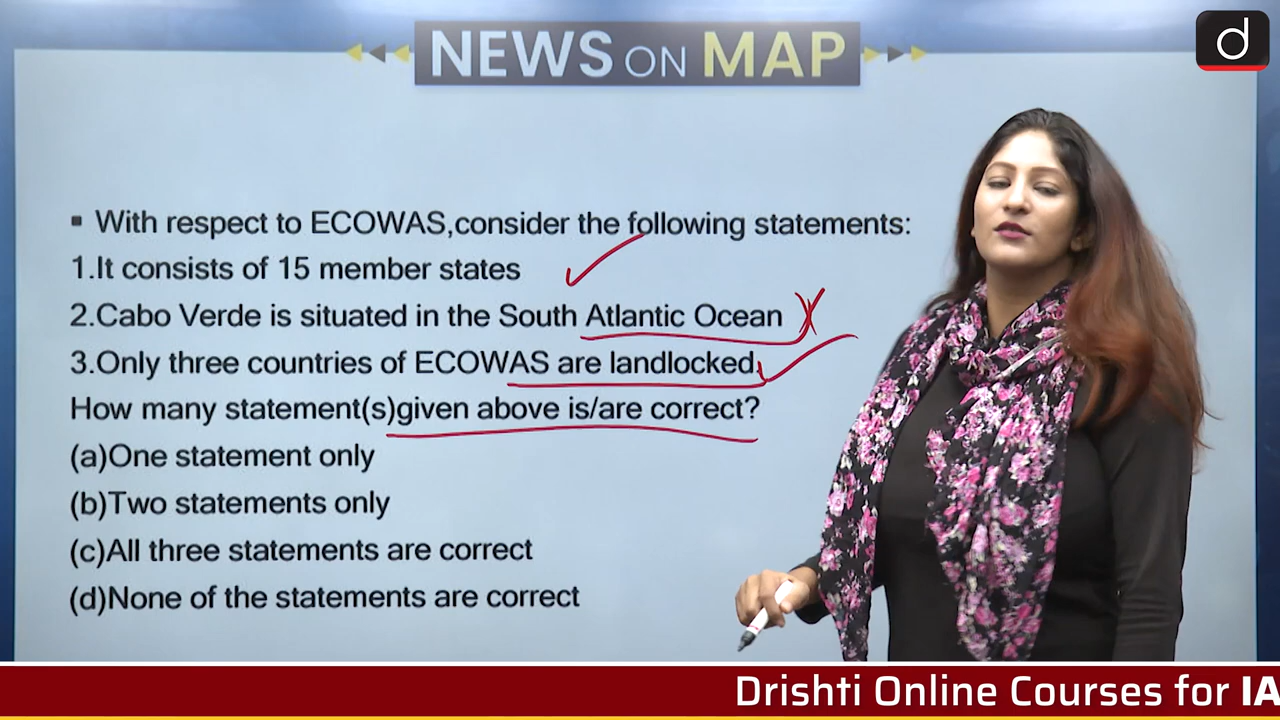 NEWS ON MAP
d
▪ With respect to ECOWAS,consider the following statements:
1.It consists of 15 member states
2.Cabo Verde is situated in the South Atlantic Ocean
3.Only three countries of ECOWAS are landlocked.
How many statement(s)given above is/are correct?
(a)One statement only
(b)Two statements only
(c)All three statements are correct
(d)None of the statements are correct
Drishti Online Courses for IA